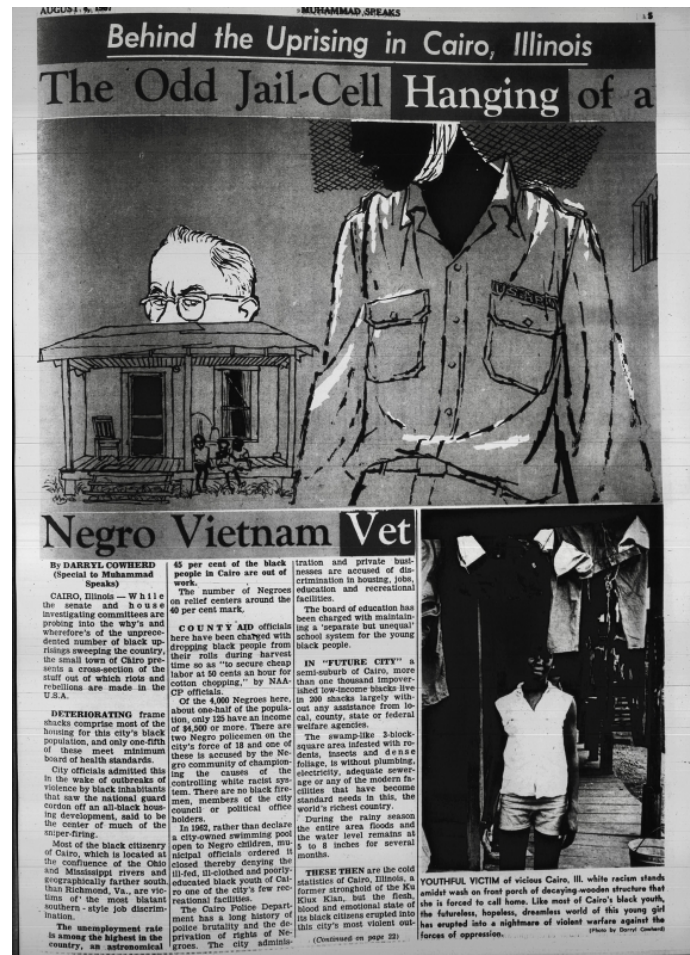 MUHAMMAD SPEAKS
5
Behind the Uprising in Cairo, Illinois
The Odd Jail-Cell Hanging of a
U.S. ARMY
Negro Vietnam Vet
By DARRYL COWHERD
(Special to Muhammad
Speaks)
CAIRO, Illinois — While
the senate and house
investigating committees are
probing into the why's and
wherefore's of the unprece-
dented number of black up-
risings sweeping the country,
the small town of Cairo pre-
sents a cross-section of the
stuff out of which riots and
rebellions are made in the
U.S.A.
DETERIORATING frame
shacks comprise most of the
housing for this city's black
population, and only one-fifth
of these meet minimum
board of health standards.
City officials admitted this
in the wake of outbreaks of
violence by black inhabitants
that saw the national guard
cordon off an all-black hous-
ing development, said to be
the center of much of the
sniper-firing.
Most of the black citizenry
of Cairo, which is located at
the confluence of the Ohio
and Mississippi rivers and
geographically farther south
than Richmond, Va., are vic-
tims of the most blatant
southern - style job discrim-
ination.
The unemployment rate
is among the highest in the
country, an astronomical
45 per cent of the black
people in Cairo are out of
work.
The number of Negroes
on relief centers around the
40 per cent mark.
COUNTY AID officials
here have been charged with
dropping black people from
their rolls during harvest
time so as "to secure cheap
labor at 50 cents an hour for
cotton chopping," by NAA-
CP officials.
Of the 4,000 Negroes here,
about one-half of the popula-
tion, only 125 have an income
of $4,500 or more. There are
two Negro policemen on the
city's force of 18 and one of
these is accused by the Ne-
gro community of champion-
ing the causes of the
controlling white racist sys-
tem. There are no black fire-
men, members of the city
council or political office
holders.
In 1962, rather than declare
a city-owned swimming pool
open to Negro children, mu-
nicipal officials ordered it
closed thereby denying the
ill-fed, ill-clothed and poorly-
educated black youth of Cai-
ro one of the city's few rec-
reational facilities.
The Cairo Police Depart-
ment has a long history of
police brutality and the de-
privation of rights of Ne-
groes. The city adminis-
tration and private busi-
nesses are accused of dis-
crimination in housing, jobs,
education and recreational
facilities.
The board of education has
been charged with maintain-
ing a 'separate but unequal'
school system for the young
black people.
IN "FUTURE CITY" a
semi-suburb of Cairo, more
than one thousand impover-
ished low-income blacks live
in 200 shacks largely with-
out any assistance from lo-
cal, county, state or federal
welfare agencies.
The swamp-like 3-block-
square area infested with ro-
dents, insects and dense
foliage, is without plumbing,
electricity, adequate sewer-
age or any of the modern fa-
cilities that have become
standard needs in this, the
world's richest country.
During the rainy season
the entire area floods and
the water level remains at
5 to 8 inches for several
months.
THESE THEN are the cold
statistics of Cairo, Illinois, a
former stronghold of the Ku
Klux Klan, but the flesh,
blood and emotional state of
its black citizens erupted into
this city's most violent out-
(Continued on page 22)
YOUTHFUL VICTIM of vicious Cairo, Ill. white racism stands
amidst wash on front porch of decaying-wooden structure that
she is forced to call home. Like most of Cairo's black youth,
the futureless, hopeless, dreamless world of this young girl
has erupted into a nightmare of violent warfare against the
forces of oppression.
(Photo by Darryl Cowherd)